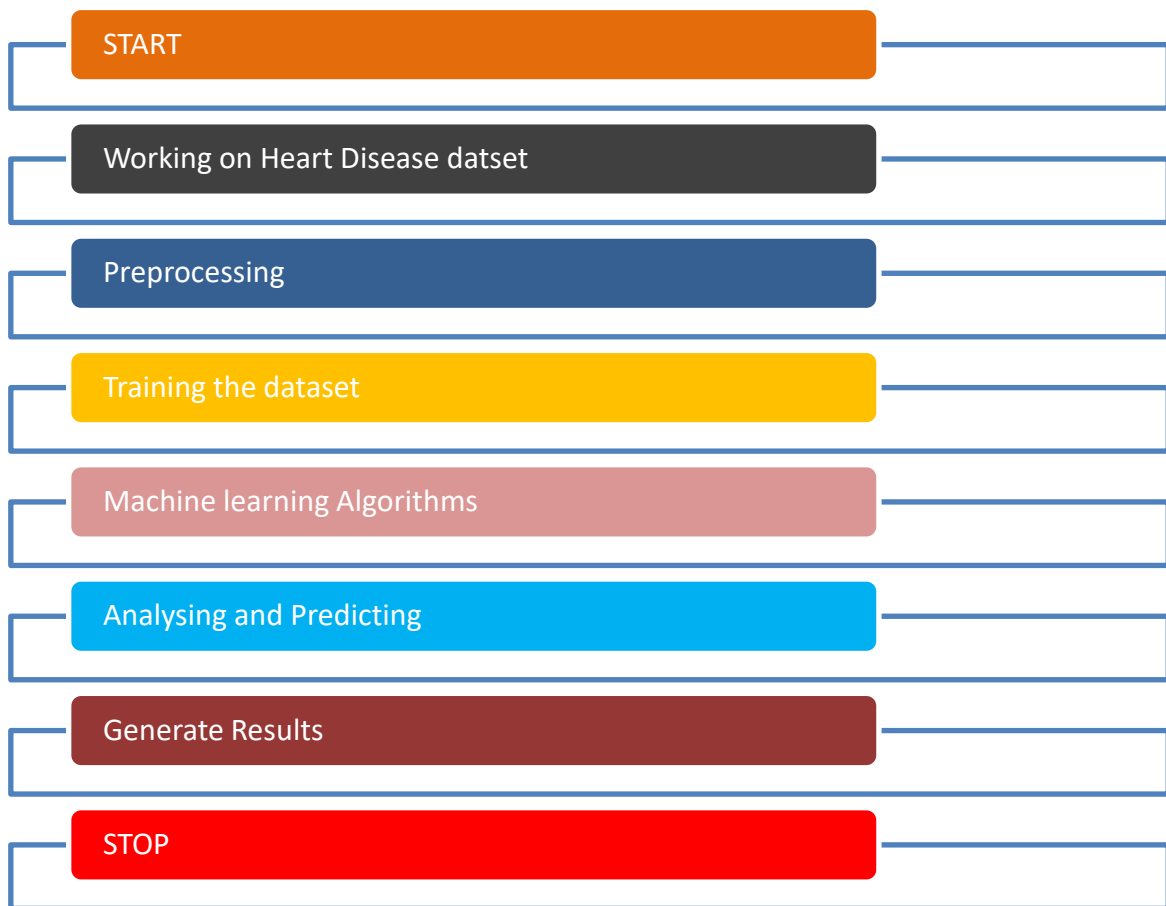 START
Working on Heart Disease datset
Preprocessing
Training the dataset
Machine learning Algorithms
Analysing and Predicting
Generate Results
STOP